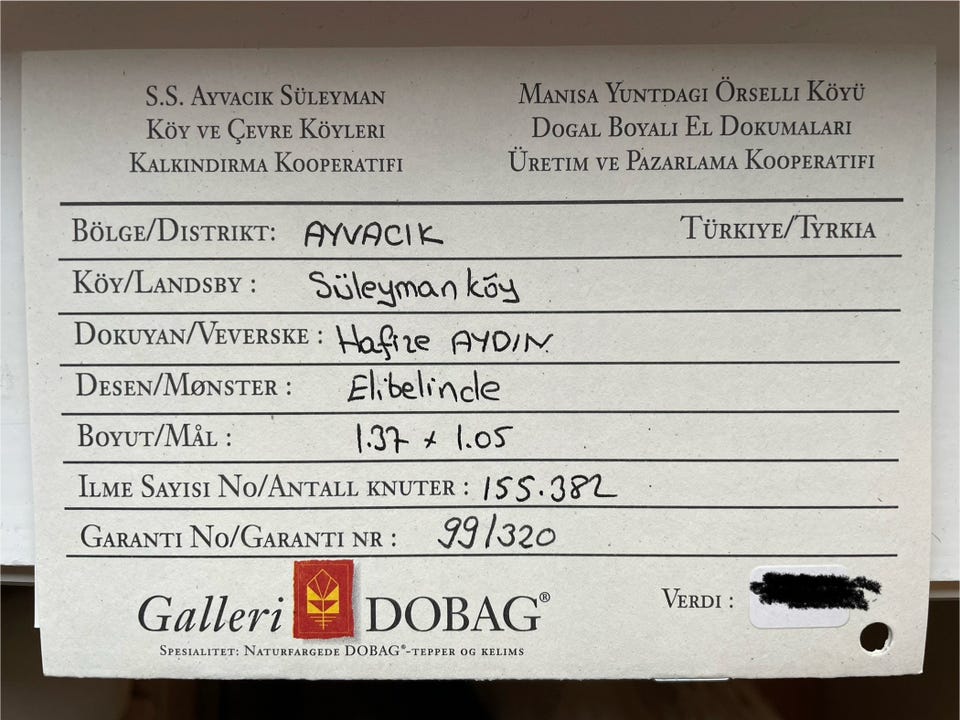 S.S. AYVACIK SÜLEYMAN
KÖY VE ÇEVRE KÖYLERI
KALKINDIRMA KOOPERATIFI
MANISA YUNTDAGI ÖRSELLI KÖYÜ
DOGAL BOYALI EL DOKUMALARI
ÜRETIM VE PAZARLAMA KOOPERATIFI
BÖLGE/DISTRIKT: AYVACIK TÜRKIYE/TYRKIA
KÖY/LANDSBY : Süleymanköy
DOKUYAN/VEVERSKE : Hafize AYDIN
DESEN/MØNSTER : Elibelinde
BOYUT/MÅL : 1.37 x 1.05
ILME SAYISI NO/ANTALL KNUTER : 155.382
GARANTI NO/GARANTI NR : 99/320
Galleri DOBAG®
SPESIALITET: NATURFARGEDE DOBAG®-TEPPER OG KELIMS
VERDI :